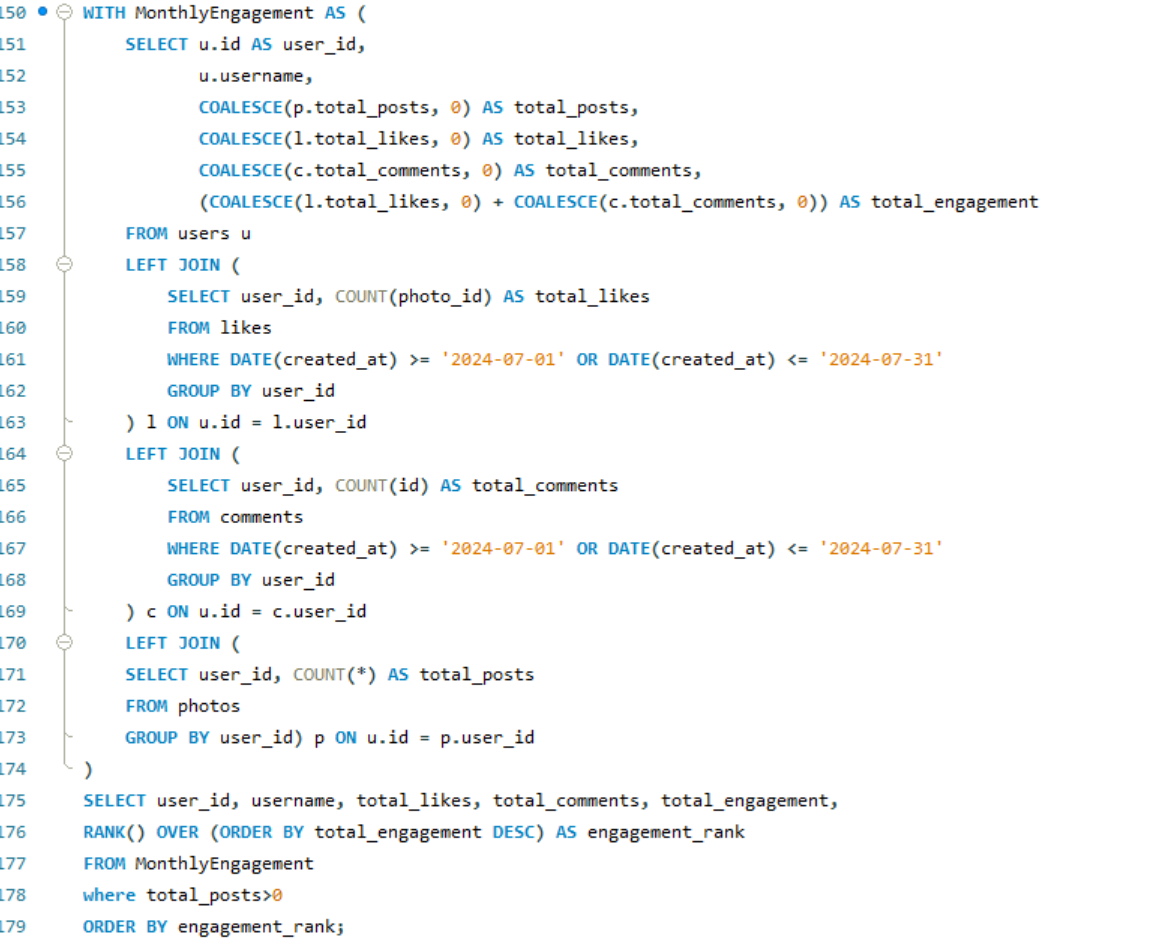 150 WITH MonthlyEngagement AS (
151 SELECT u.id AS user_id,
152 u.username,
153 COALESCE(p.total_posts, 0) AS total_posts,
154 COALESCE(l.total_likes, 0) AS total_likes,
155 COALESCE(c.total_comments, 0) AS total_comments,
156 (COALESCE(l.total_likes, 0) + COALESCE(c.total_comments, 0)) AS total_engagement
157 FROM users u
158 LEFT JOIN (
159 SELECT user_id, COUNT(photo_id) AS total_likes
160 FROM likes
161 WHERE DATE(created_at) >= '2024-07-01' OR DATE(created_at) <= '2024-07-31'
162 GROUP BY user_id
163 ) l ON u.id = l.user_id
164 LEFT JOIN (
165 SELECT user_id, COUNT(id) AS total_comments
166 FROM comments
167 WHERE DATE(created_at) >= '2024-07-01' OR DATE(created_at) <= '2024-07-31'
168 GROUP BY user_id
169 ) c ON u.id = c.user_id
170 LEFT JOIN (
171 SELECT user_id, COUNT(*) AS total_posts
172 FROM photos
173 GROUP BY user_id) p ON u.id = p.user_id
174 )
175 SELECT user_id, username, total_likes, total_comments, total_engagement,
176 RANK() OVER (ORDER BY total_engagement DESC) AS engagement_rank
177 FROM MonthlyEngagement
178 where total_posts>0
179 ORDER BY engagement_rank;